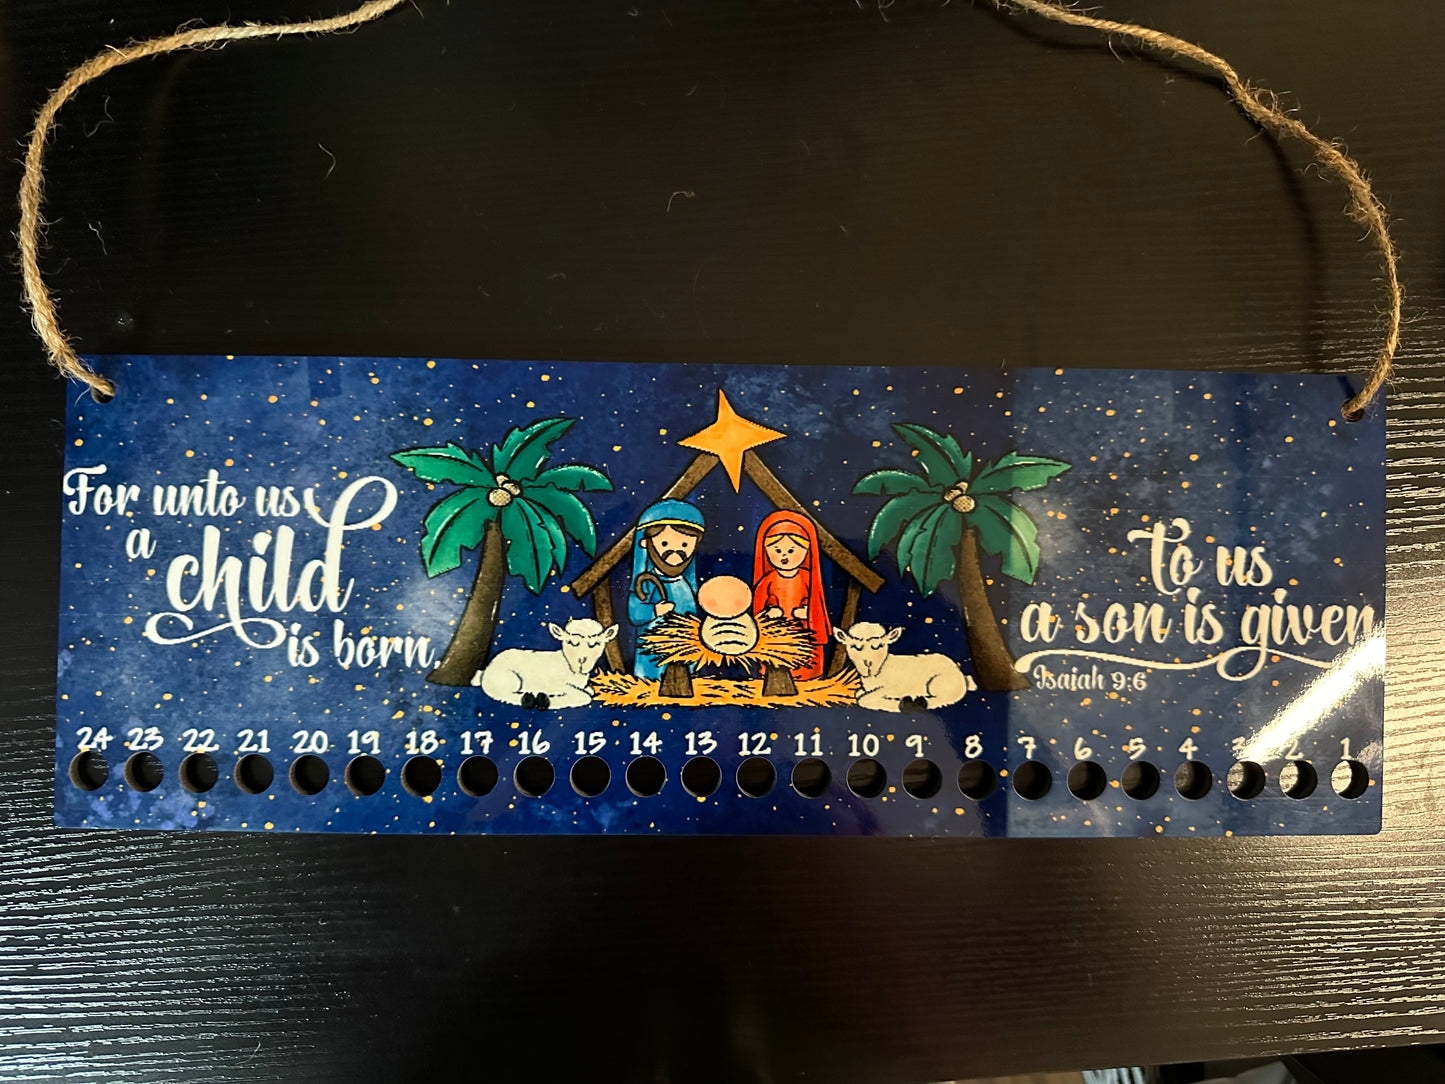 For unto us
a
child
is born.
To us
a son is given
Isaiah 9:6
24 23 22 21 20 19 18 17 16 15 14 13 12 11 10 9 8 7 6 5 4 3 2 1